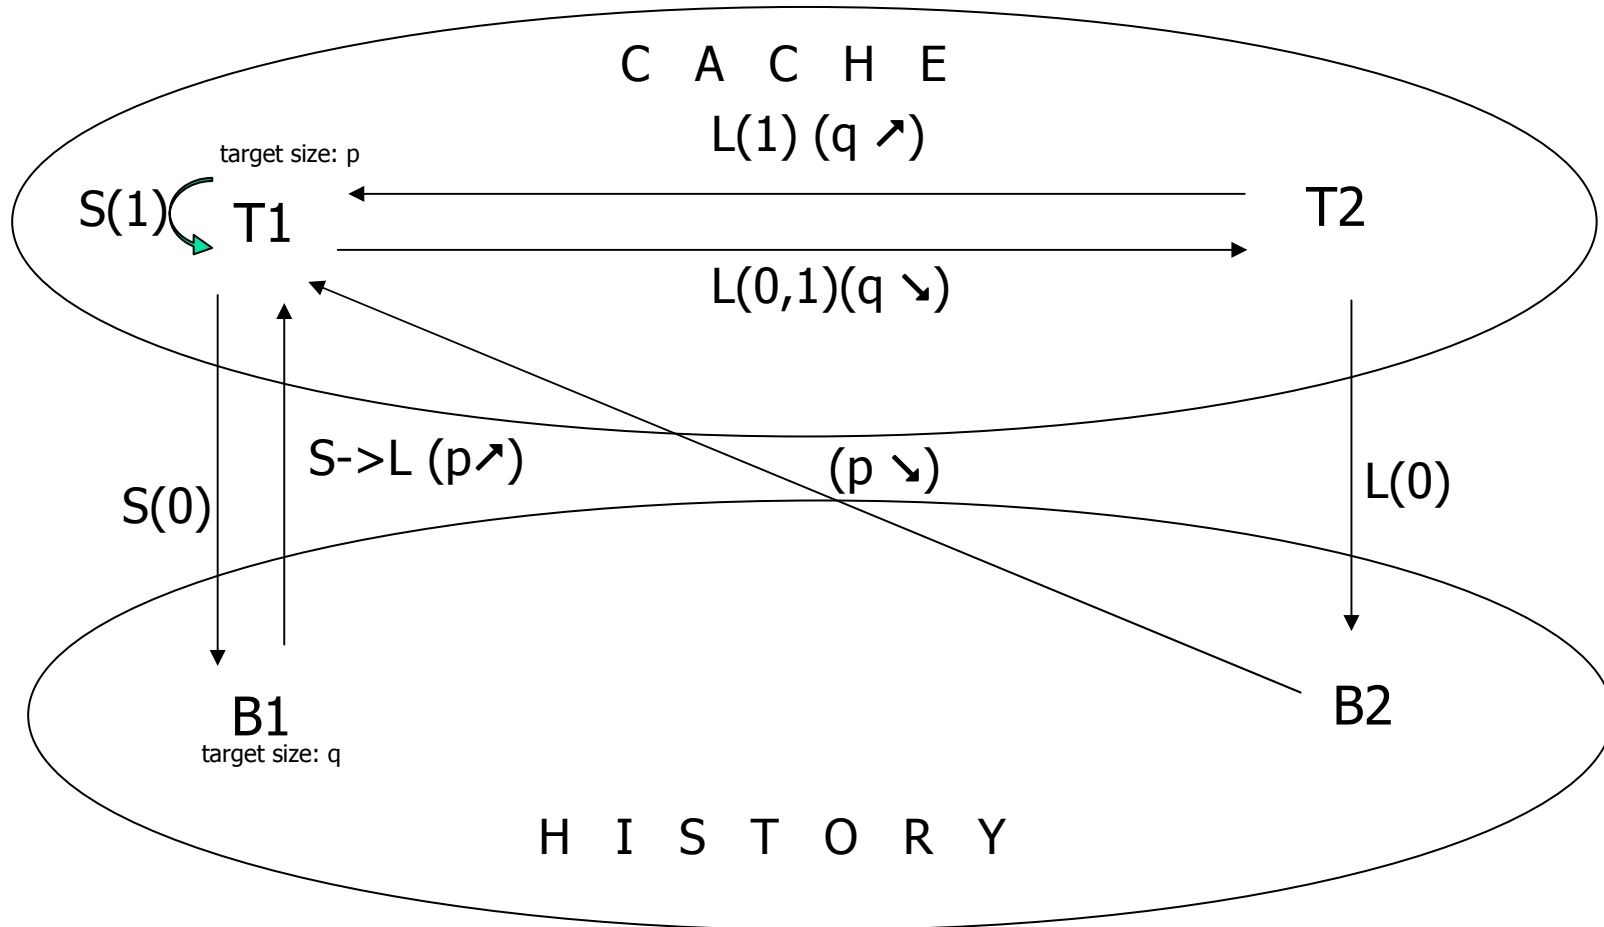 C A C H E
L(1) (q ↗)
target size: p
S(1)
T1
T2
L(0,1)(q ↘)
S->L (p↗)
(p ↘)
S(0)
L(0)
B1
target size: q
B2
H I S T O R Y